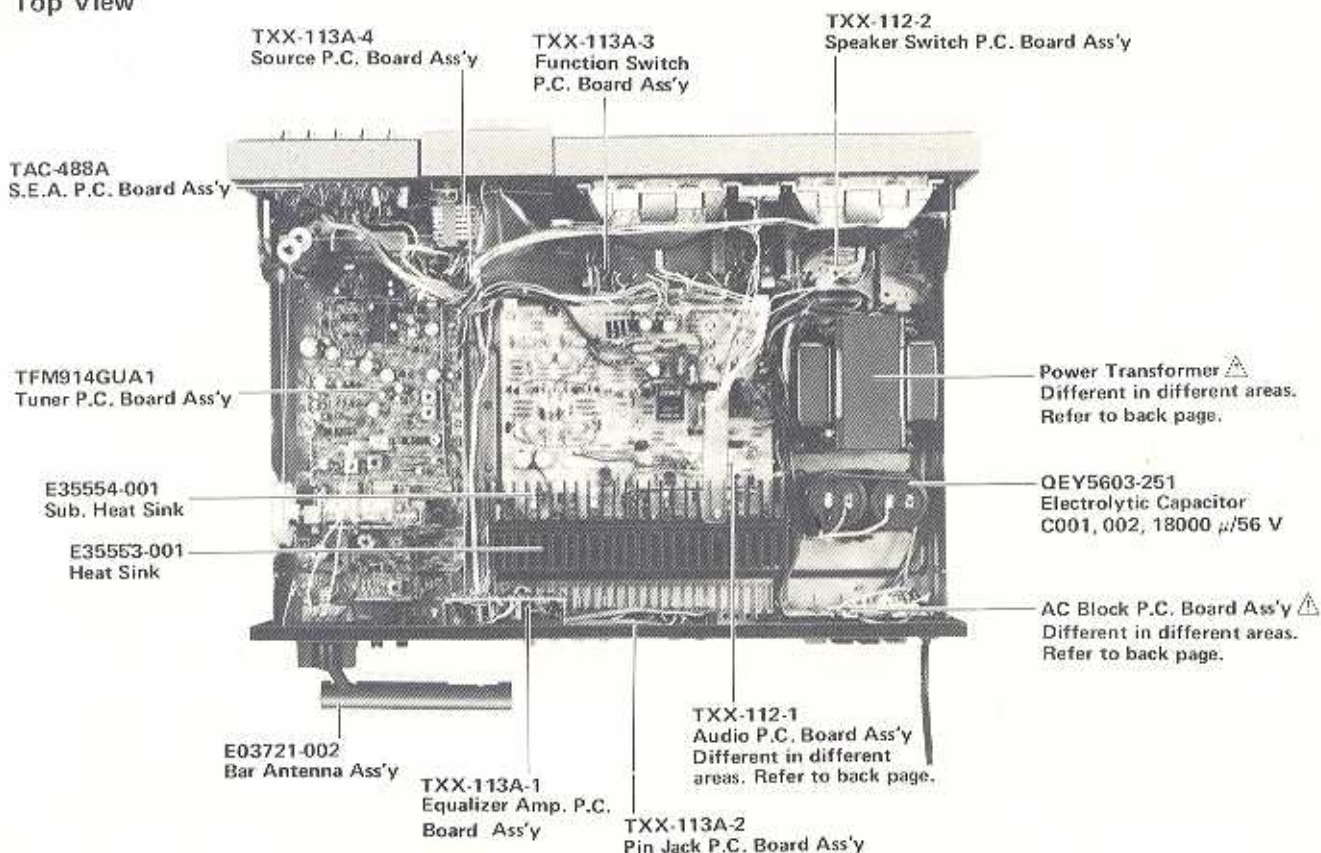 Top View
TXX-113A-4
Source P.C. Board Ass'y
TXX-113A-3
Function Switch
P.C. Board Ass'y
TXX-112-2
Speaker Switch P.C. Board Ass'y
TAC-488A
S.E.A. P.C. Board Ass'y
TFM914GUA1
Tuner P.C. Board Ass'y
E35554-001
Sub. Heat Sink
E35553-001
Heat Sink
Power Transformer ⚠
Different in different areas.
Refer to back page.
QEY5603-251
Electrolytic Capacitor
C001, 002, 18000 μ/56 V
AC Block P.C. Board Ass'y ⚠
Different in different areas.
Refer to back page.
E03721-002
Bar Antenna Ass'y
TXX-113A-1
Equalizer Amp. P.C.
Board Ass'y
TXX-113A-2
Pin Jack P.C. Board Ass'y
TXX-112-1
Audio P.C. Board Ass'y
Different in different
areas. Refer to back page.